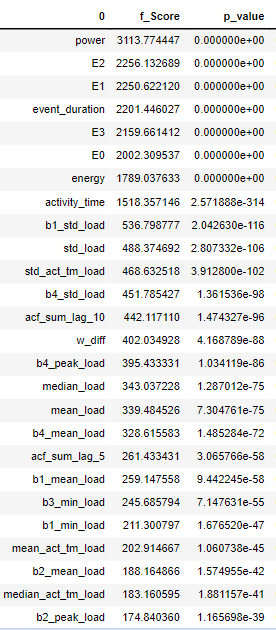 0 f_Score p_value
power 3113.774447 0.000000e+00
E2 2256.132689 0.000000e+00
E1 2250.622120 0.000000e+00
event_duration 2201.446027 0.000000e+00
E3 2159.661412 0.000000e+00
E0 2002.309537 0.000000e+00
energy 1789.037633 0.000000e+00
activity_time 1518.357146 2.571888e-314
b1_std_load 536.798777 2.042630e-116
std_load 488.374692 2.807332e-106
std_act_tm_load 468.632518 3.912800e-102
b4_std_load 451.785427 1.361536e-98
acf_sum_lag_10 442.117110 1.474327e-96
w_diff 402.034928 4.168789e-88
b4_peak_load 395.433331 1.034119e-86
median_load 343.037228 1.287012e-75
mean_load 339.484526 7.304761e-75
b4_mean_load 328.615583 1.485284e-72
acf_sum_lag_5 261.433431 3.065766e-58
b1_mean_load 259.147558 9.442245e-58
b3_min_load 245.685794 7.147631e-55
b1_min_load 211.300797 1.676520e-47
mean_act_tm_load 202.914667 1.060738e-45
b2_mean_load 188.164866 1.574955e-42
median_act_tm_load 183.160595 1.881157e-41
b2_peak_load 174.840360 1.165698e-39